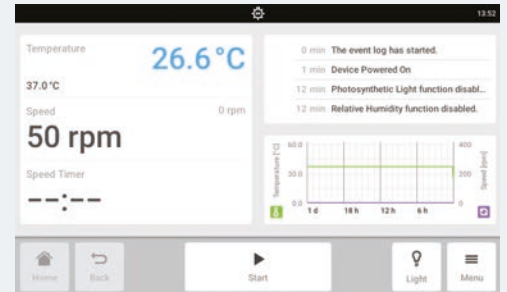 13:52
Temperature
26.6 °C
37.0 °C
Speed
0 rpm
50 rpm
Speed Timer
--:--
0 min The event log has started.
1 min Device Powered On
12 min Photosynthetic Light function disabl...
12 min Relative Humidity function disabled.
Temperature [°C]
60.0
30.0
0.0
400
200
0
Speed [rpm]
1 d 18 h 12 h 6 h
Home
Back
Start
Light
Menu